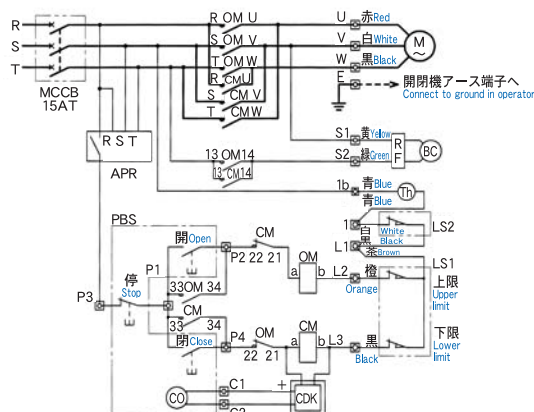 R OM U U 赤Red
R
S S OM V V 白White M ~
T T OM W W 黒Black
R CM U E
開閉機アース端子へ
Connect to ground in operator
MCCB S CM V
15AT T CM W
S1 黄Yellow
R S T 13 OM14 S2 緑Green R F BC
13 CM14
APR
1b 青Blue Th
青Blue
PBS 1 LS2
白 White
黒 Black
開Open CM L1 茶Brown LS1
P2 22 21 OM
停 P1 a b L2 橙 上限
Stop Orange Upper
33OM 34 limit
P3 CM
33 34 OM CM 下限
閉Close P4 a b L3 黒 Lower
22 21 Black limit
C1 +
CO CDK